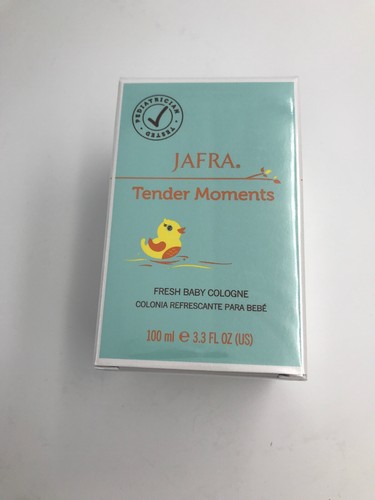 PEDIATRICIAN
TESTED
JAFRA®
Tender Moments
FRESH BABY COLOGNE
COLONIA REFRESCANTE PARA BEBÉ
100 ml ℮ 3.3 FL OZ (US)